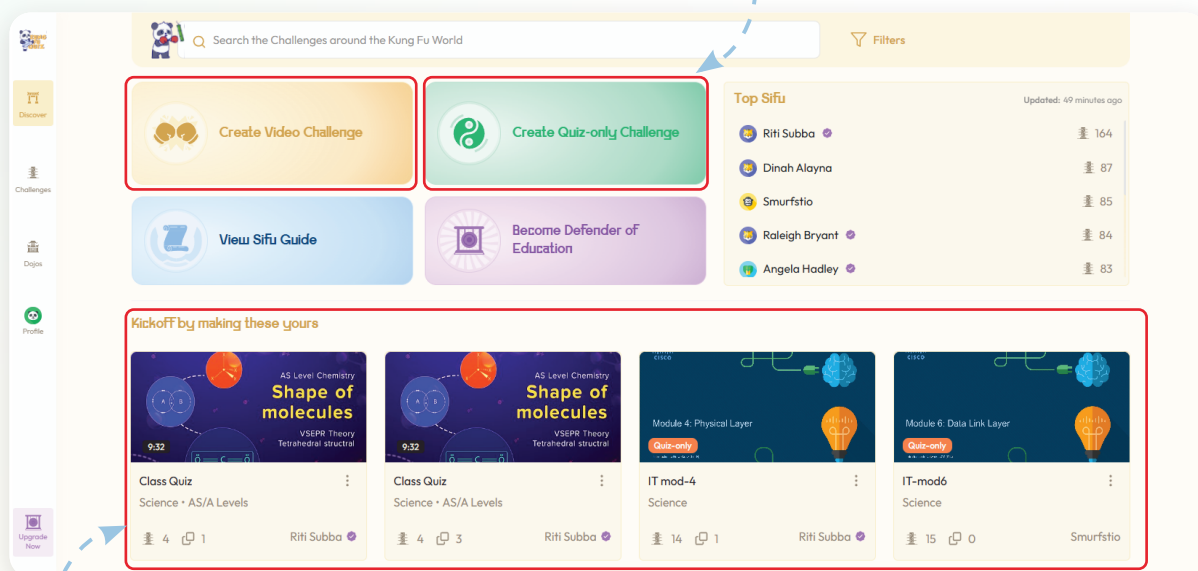 Search the Challenges around the Kung Fu World
Filters
Discover
Challenges
Dojos
Profile
Upgrade
Now
Create Video Challenge
Create Quiz-only Challenge
View Sifu Guide
Become Defender of
Education
Top Sifu
Updated: 49 minutes ago
Riti Subba 164
Dinah Alayna 87
Smurfstio 85
Raleigh Bryant 84
Angela Hadley 83
Kickoff by making these yours
AS Level Chemistry
Shape of
molecules
VSEPR Theory
Tetrahedral structral
A B
9:32
O C O
Class Quiz
Science • AS/A Levels
4 1 Riti Subba
AS Level Chemistry
Shape of
molecules
VSEPR Theory
Tetrahedral structral
A B
9:32
O C O
Class Quiz
Science • AS/A Levels
4 3 Riti Subba
CISCO
Module 4: Physical Layer
Quiz-only
IT mod-4
Science
14 1 Riti Subba
CISCO
Module 6: Data Link Layer
Quiz-only
IT-mod6
Science
15 0 Smurfstio